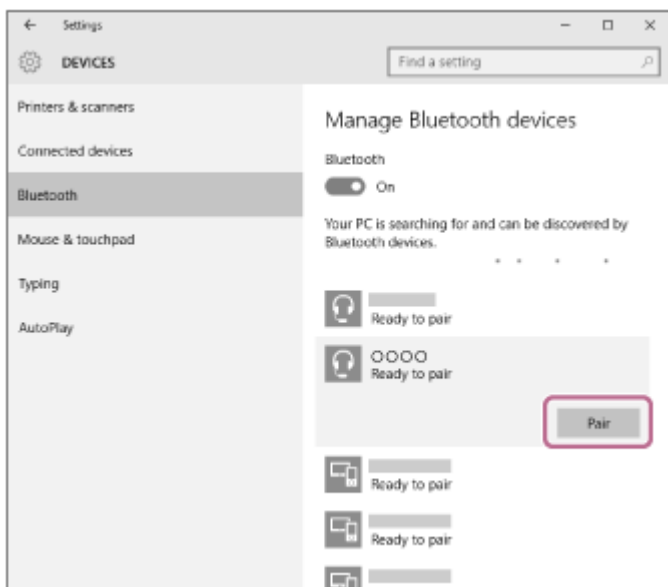 Settings
DEVICES
Find a setting
Printers & scanners
Connected devices
Bluetooth
Mouse & touchpad
Typing
AutoPlay
Manage Bluetooth devices
Bluetooth
On
Your PC is searching for and can be discovered by
Bluetooth devices.
Ready to pair
OOOO
Ready to pair
Pair
Ready to pair
Ready to pair